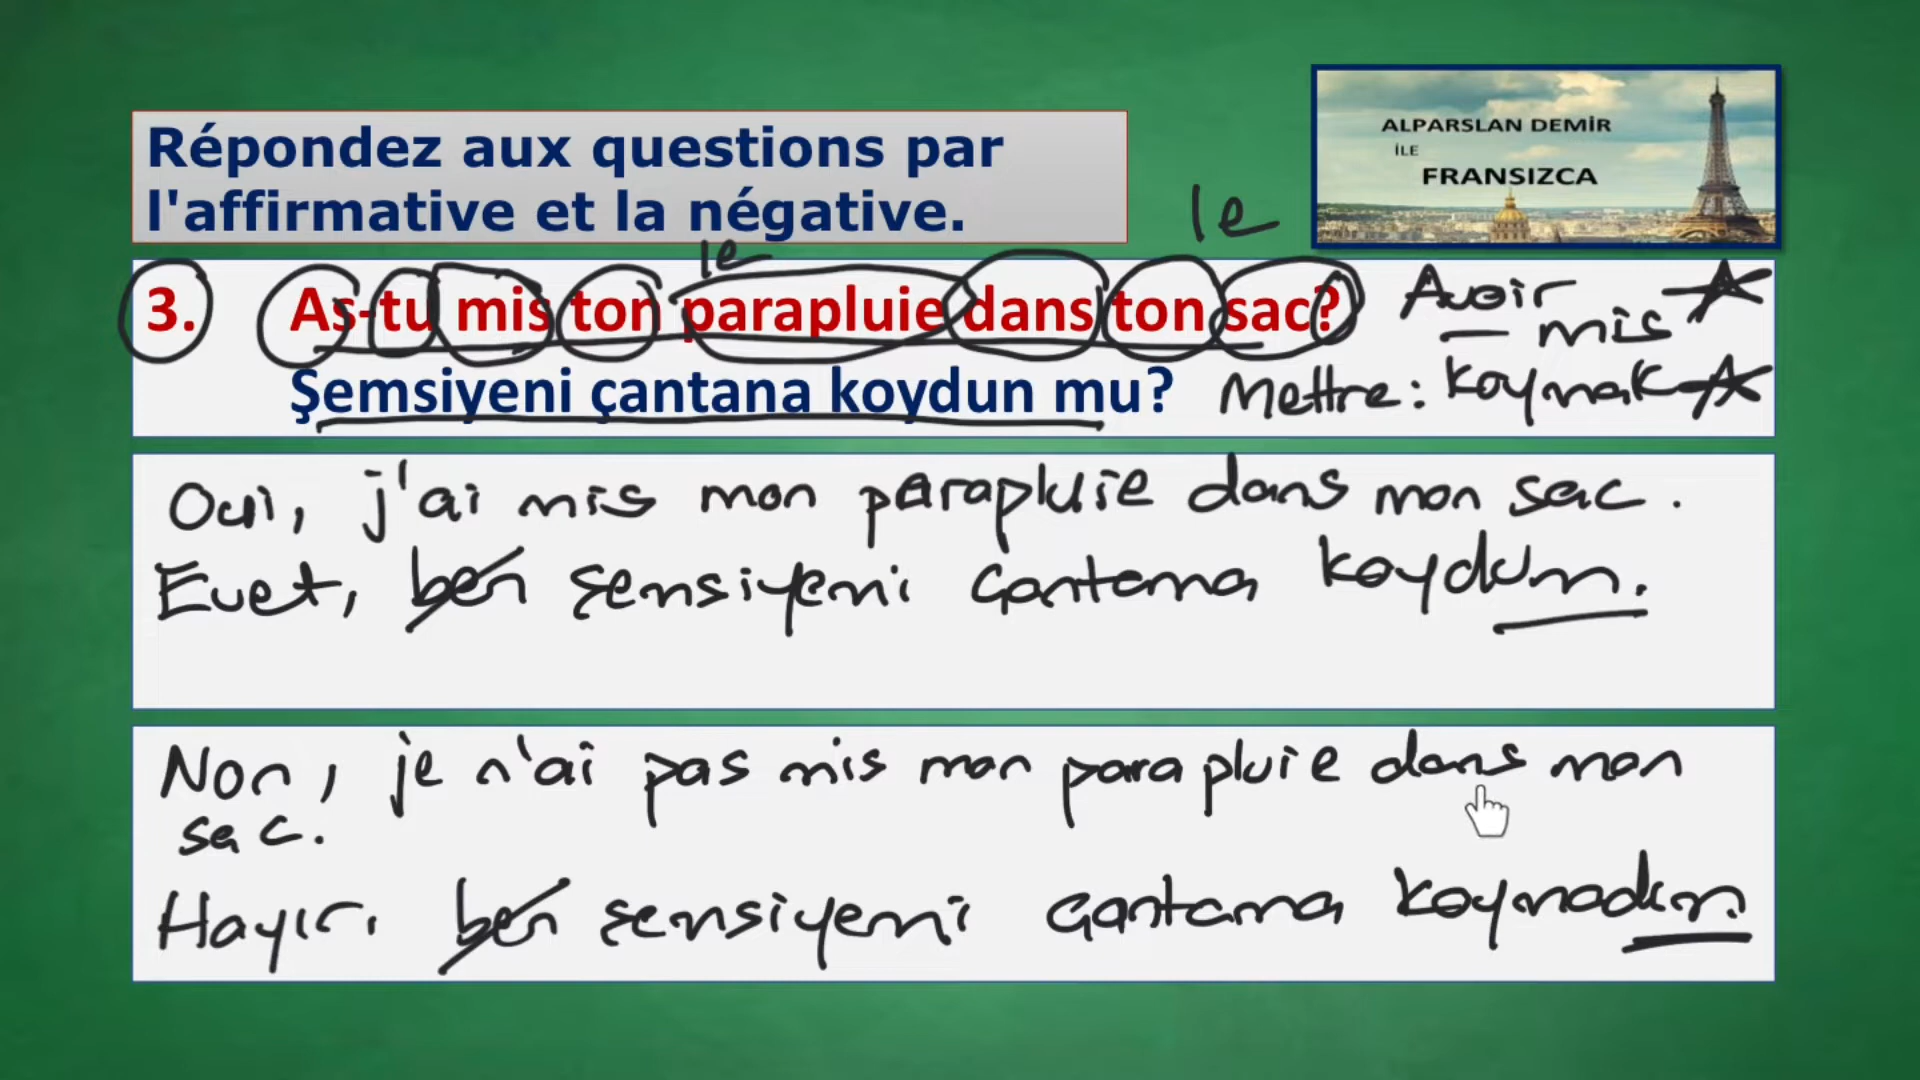 Répondez aux questions par
l'affirmative et la négative.
ALPARSLAN DEMİR
İLE
FRANSIZCA
le
le
3. As-tu mis ton parapluie dans ton sac?
Avoir
mis
Şemsiyeni çantana koydun mu?
Mettre: koymak
Oui, j'ai mis mon parapluie dans mon sac.
Evet, ben şemsiyemi çantama koydum.
Non, je n'ai pas mis mon parapluie dans mon
sac.
Hayır, ben şemsiyemi çantama koymadım.